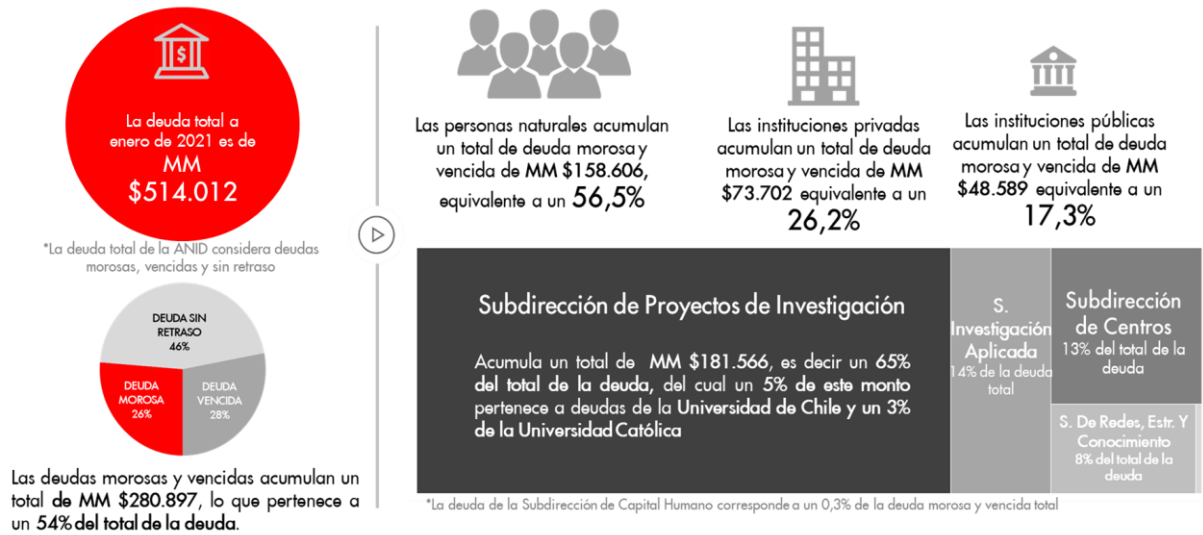 $
La deuda total a
enero de 2021 es de
MM
$514.012
*La deuda total de la ANID considera deudas
morosas, vencidas y sin retraso
DEUDA SIN
RETRASO
46%
DEUDA
MOROSA
26%
DEUDA
VENCIDA
28%
Las deudas morosas y vencidas acumulan un
total de MM $280.897, lo que pertenece a
un 54% del total de la deuda.
Las personas naturales acumulan
un total de deuda morosa y
vencida de MM $158.606,
equivalente a un 56,5%
Las instituciones privadas
acumulan un total de deuda
morosa y vencida de MM
$73.702 equivalente a un
26,2%
Las instituciones públicas
acumulan un total de deuda
morosa y vencida de MM
$48.589 equivalente a un
17,3%
Subdirección de Proyectos de Investigación
Acumula un total de MM $181.566, es decir un 65%
del total de la deuda, del cual un 5% de este monto
pertenece a deudas de la Universidad de Chile y un 3%
de la Universidad Católica
S.
Investigación
Aplicada
14% de la deuda
total
Subdirección
de Centros
13% del total de la
deuda
S. De Redes, Estr. Y
Conocimiento
8% del total de la
deuda
*La deuda de la Subdirección de Capital Humano corresponde a un 0,3% de la deuda morosa y vencida total